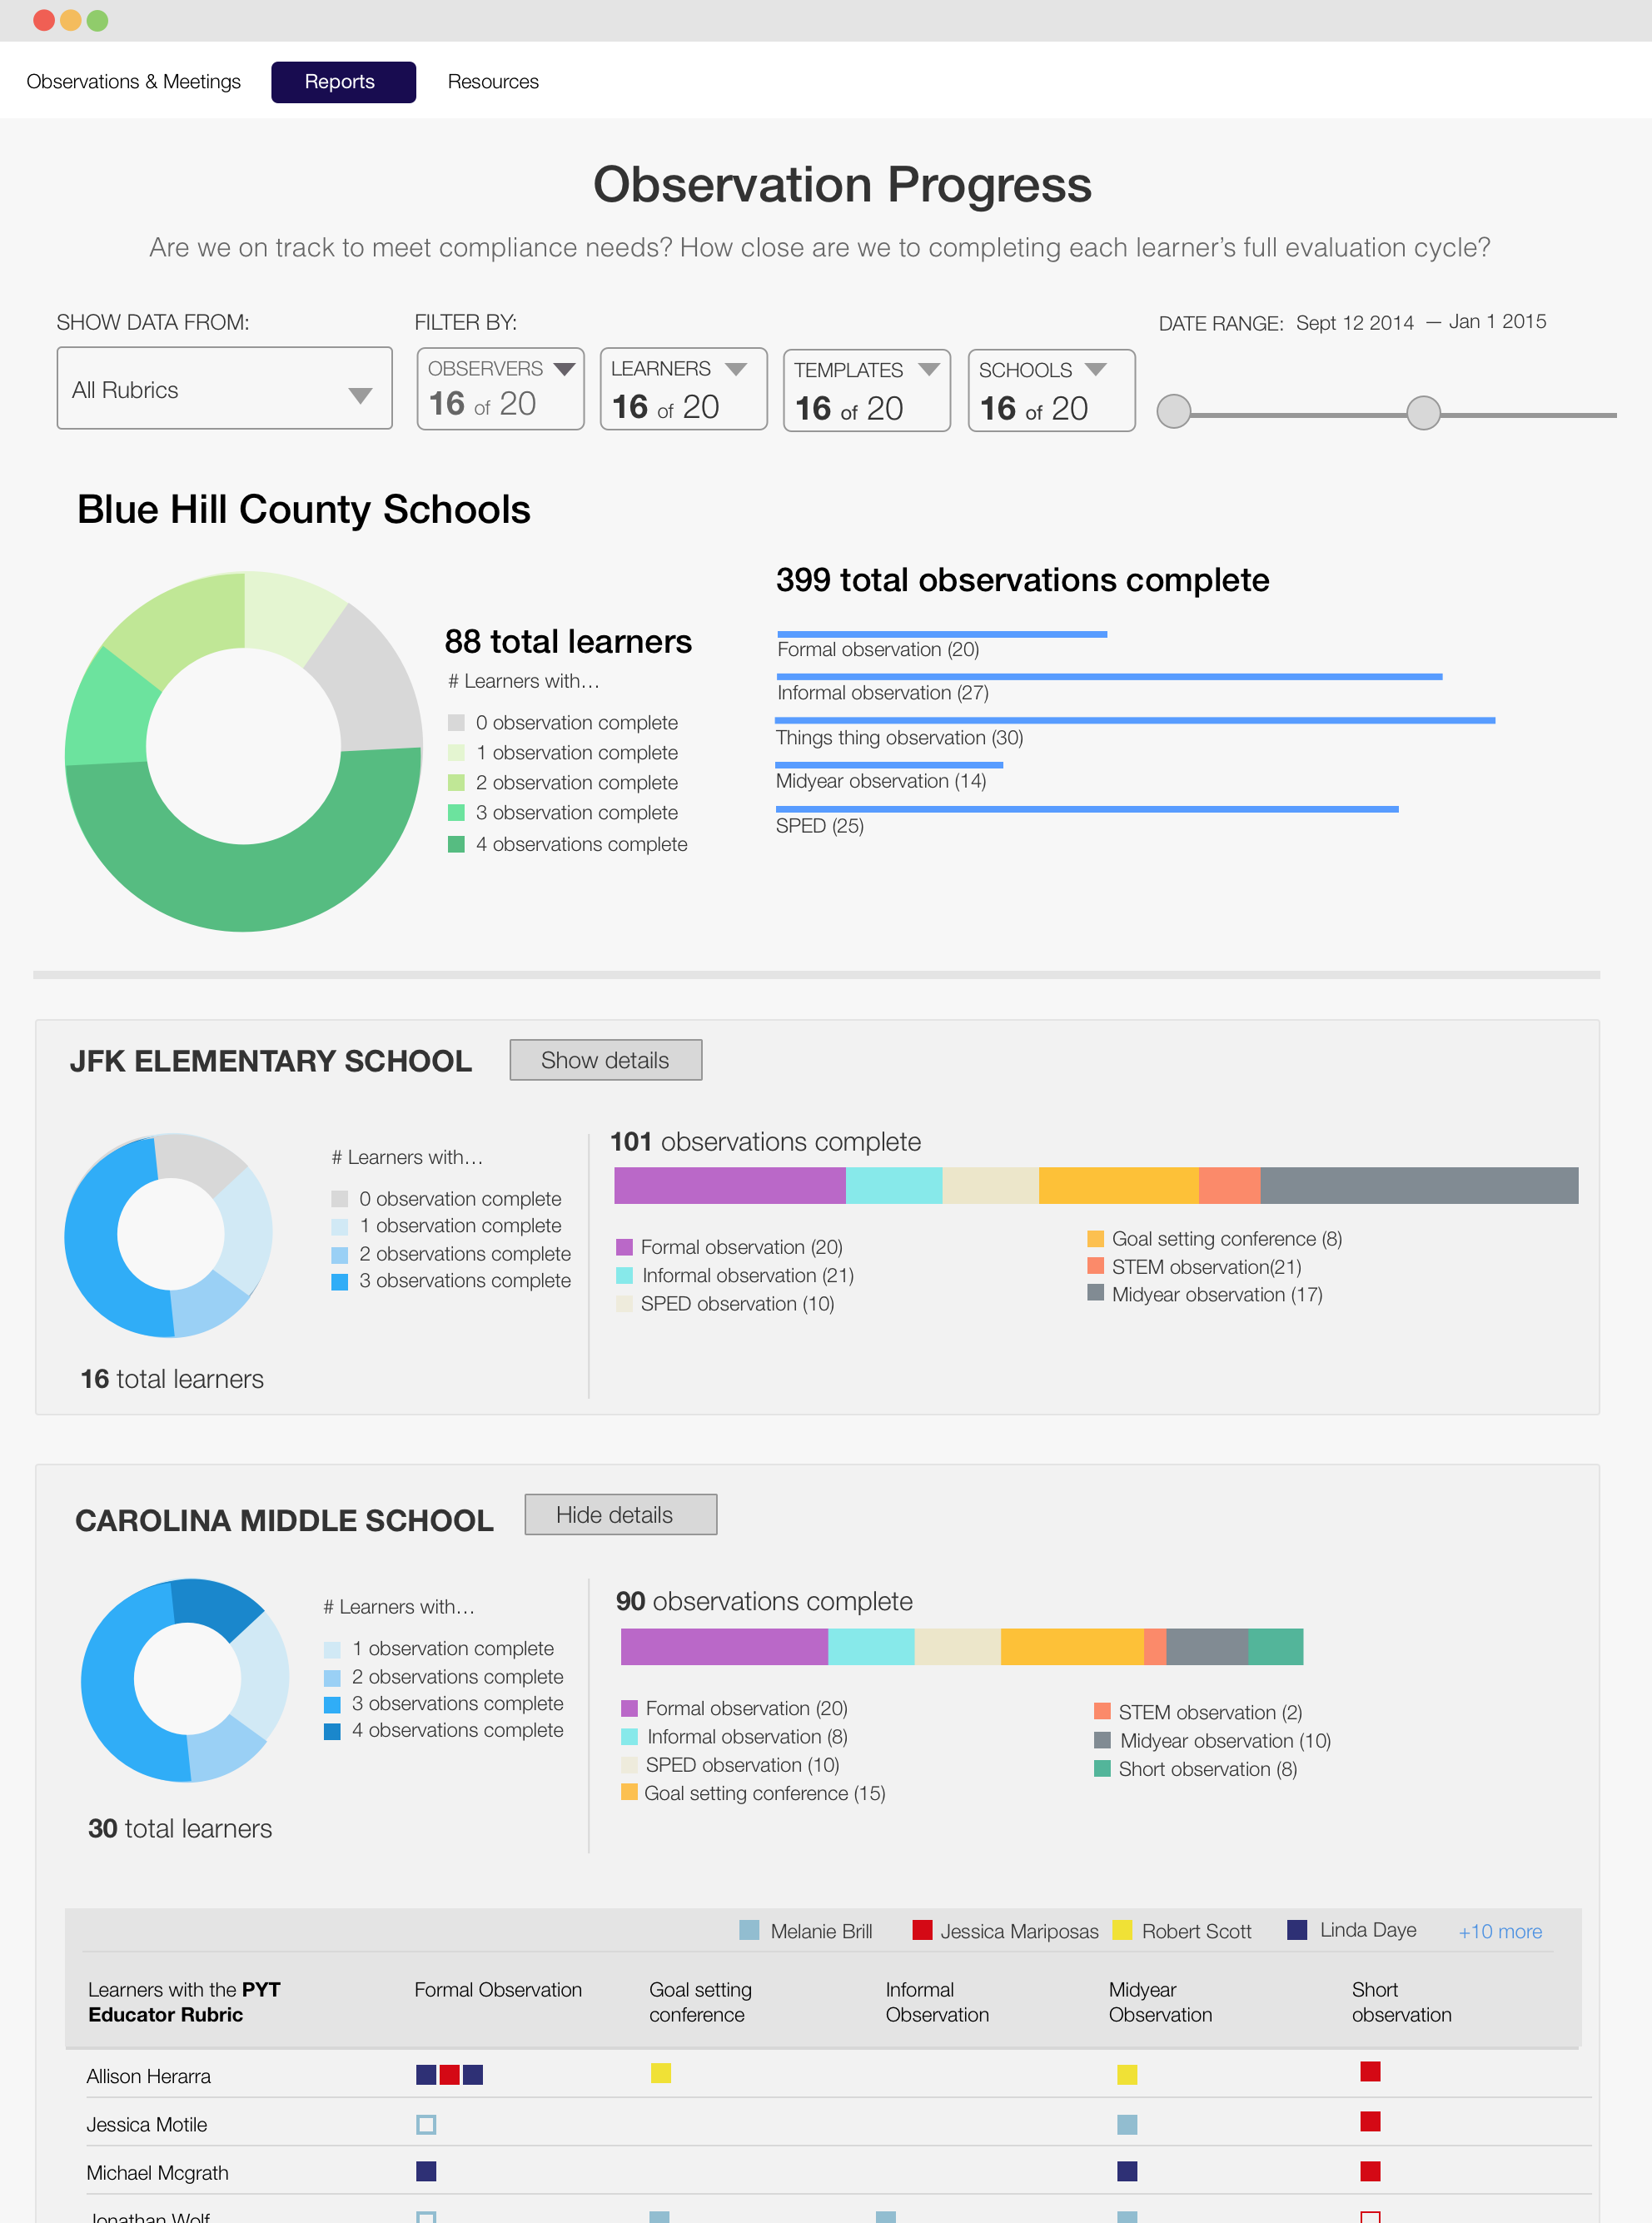 Observations & Meetings
Reports
Resources
Observation Progress
Are we on track to meet compliance needs? How close are we to completing each learner's full evaluation cycle?
SHOW DATA FROM:
All Rubrics
FILTER BY:
OBSERVERS
16 of 20
LEARNERS
16 of 20
TEMPLATES
16 of 20
SCHOOLS
16 of 20
DATE RANGE: Sept 12 2014 — Jan 1 2015
Blue Hill County Schools
88 total learners
# Learners with…
0 observation complete
1 observation complete
2 observation complete
3 observation complete
4 observations complete
399 total observations complete
Formal observation (20)
Informal observation (27)
Things thing observation (30)
Midyear observation (14)
SPED (25)
JFK ELEMENTARY SCHOOL
Show details
# Learners with…
0 observation complete
1 observation complete
2 observations complete
3 observations complete
16 total learners
101 observations complete
Formal observation (20)
Informal observation (21)
SPED observation (10)
Goal setting conference (8)
STEM observation(21)
Midyear observation (17)
CAROLINA MIDDLE SCHOOL
Hide details
# Learners with…
1 observation complete
2 observations complete
3 observations complete
4 observations complete
30 total learners
90 observations complete
Formal observation (20)
Informal observation (8)
SPED observation (10)
Goal setting conference (15)
STEM observation (2)
Midyear observation (10)
Short observation (8)
Melanie Brill
Jessica Mariposas
Robert Scott
Linda Daye
+10 more
Learners with the PYT
Educator Rubric
Formal Observation
Goal setting
conference
Informal
Observation
Midyear
Observation
Short
observation
Allison Herarra
Jessica Motile
Michael Mcgrath
Jonathan Wolf